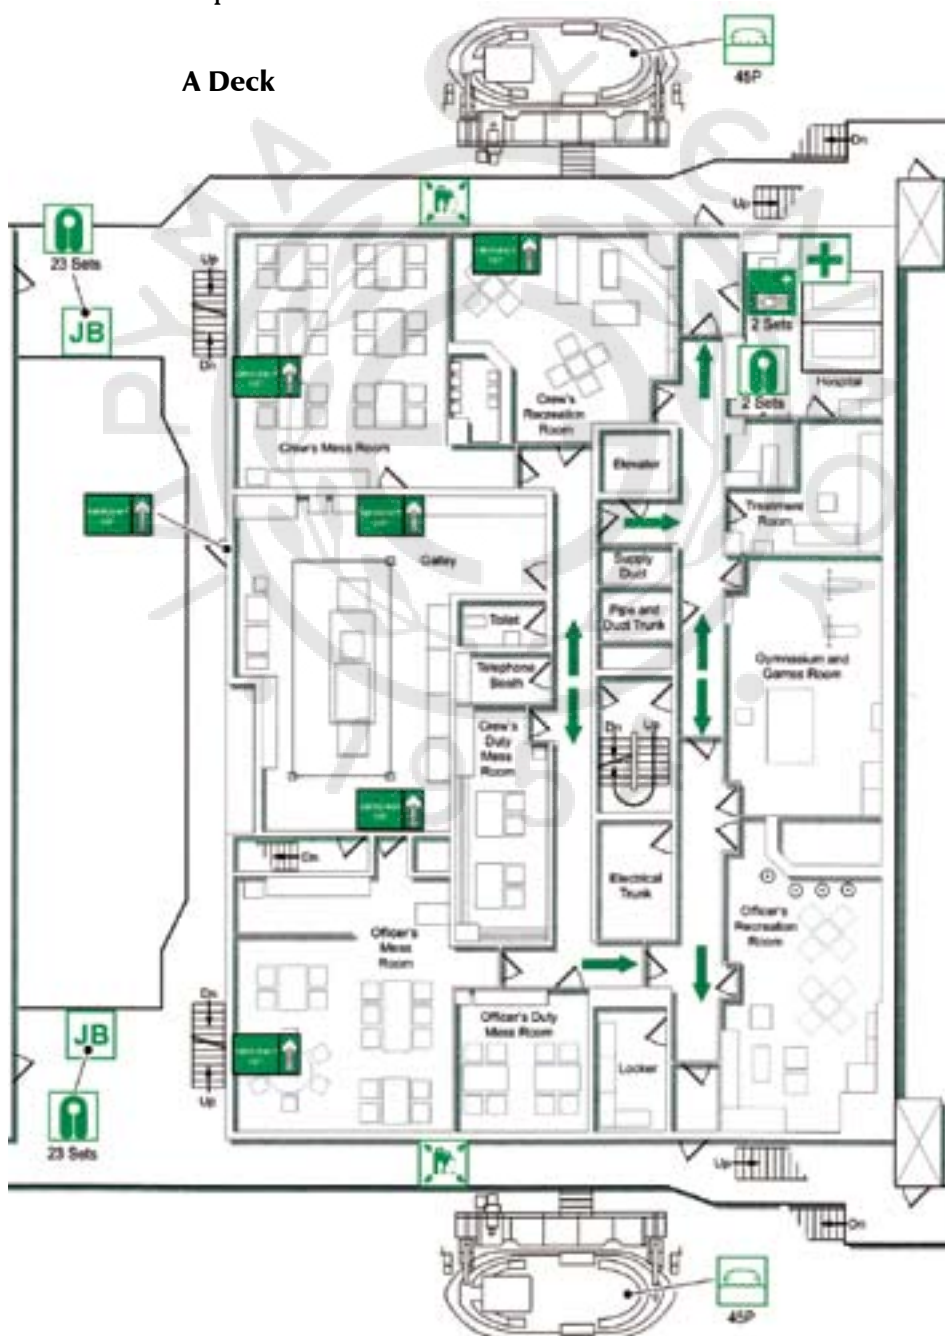 A Deck
45P
Dn
Up
23 Sets
JB
Up
Dn
2 Sets
2 Sets
Hospital
Crew's
Recreation
Room
Crew's Mess Room
Elevator
Treatment
Room
Galley
Supply
Duct
Toilet
Pipe and
Duct Trunk
Telephone
Booth
Gymnasium and
Games Room
Crew's
Duty
Mess
Room
Dn
Up
Dn
Electrical
Trunk
Officer's
Mess
Room
Officer's
Recreation
Room
Dn
Officer's Duty
Mess Room
Locker
JB
Up
23 Sets
Up
Dn
45P